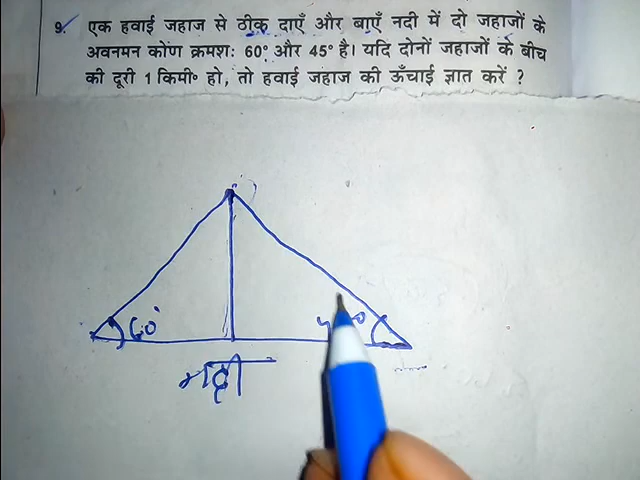 9. एक हवाई जहाज से ठीक दाएँ और बाएँ नदी में दो जहाजों के
अवनमन कोण क्रमशः 60° और 45° है। यदि दोनों जहाजों के बीच
की दूरी 1 किमी० हो, तो हवाई जहाज की ऊँचाई ज्ञात करें ?
60°
नदी